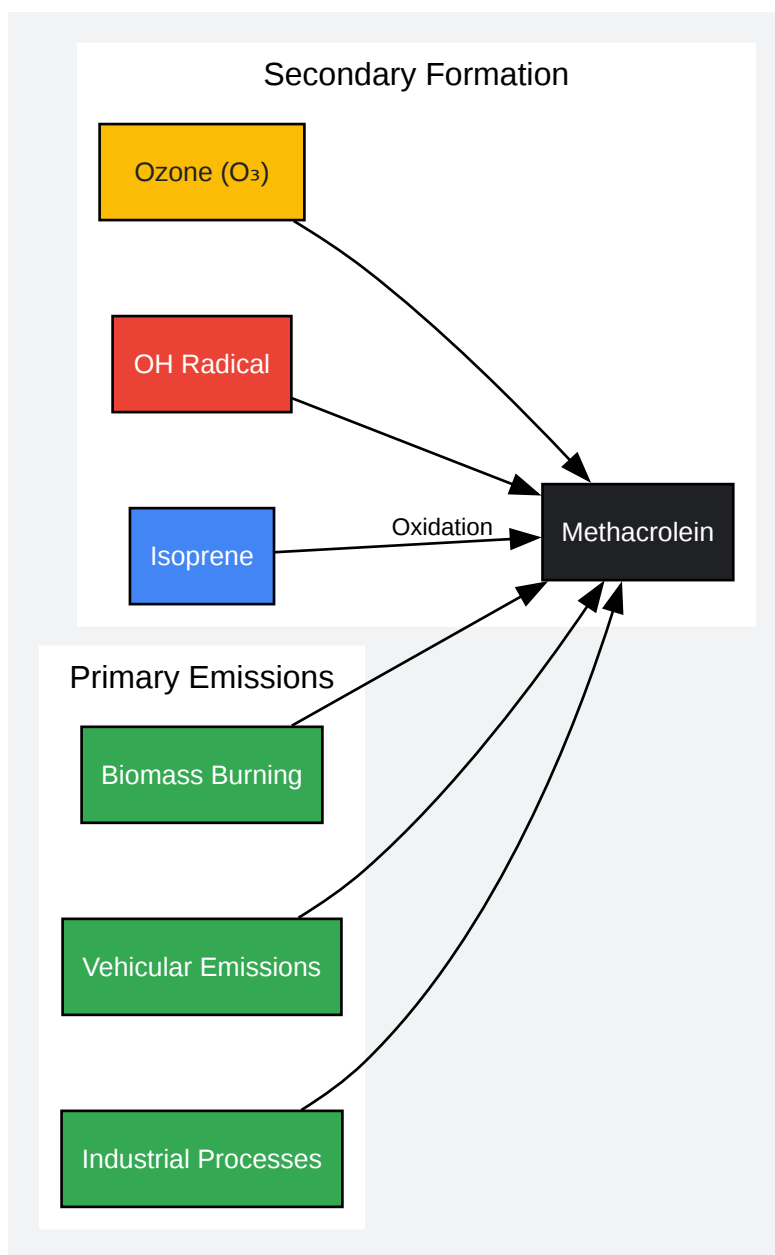 Secondary Formation
Ozone (O₃)
OH Radical
Oxidation
Isoprene
Methacrolein
Primary Emissions
Biomass Burning
Vehicular Emissions
Industrial Processes